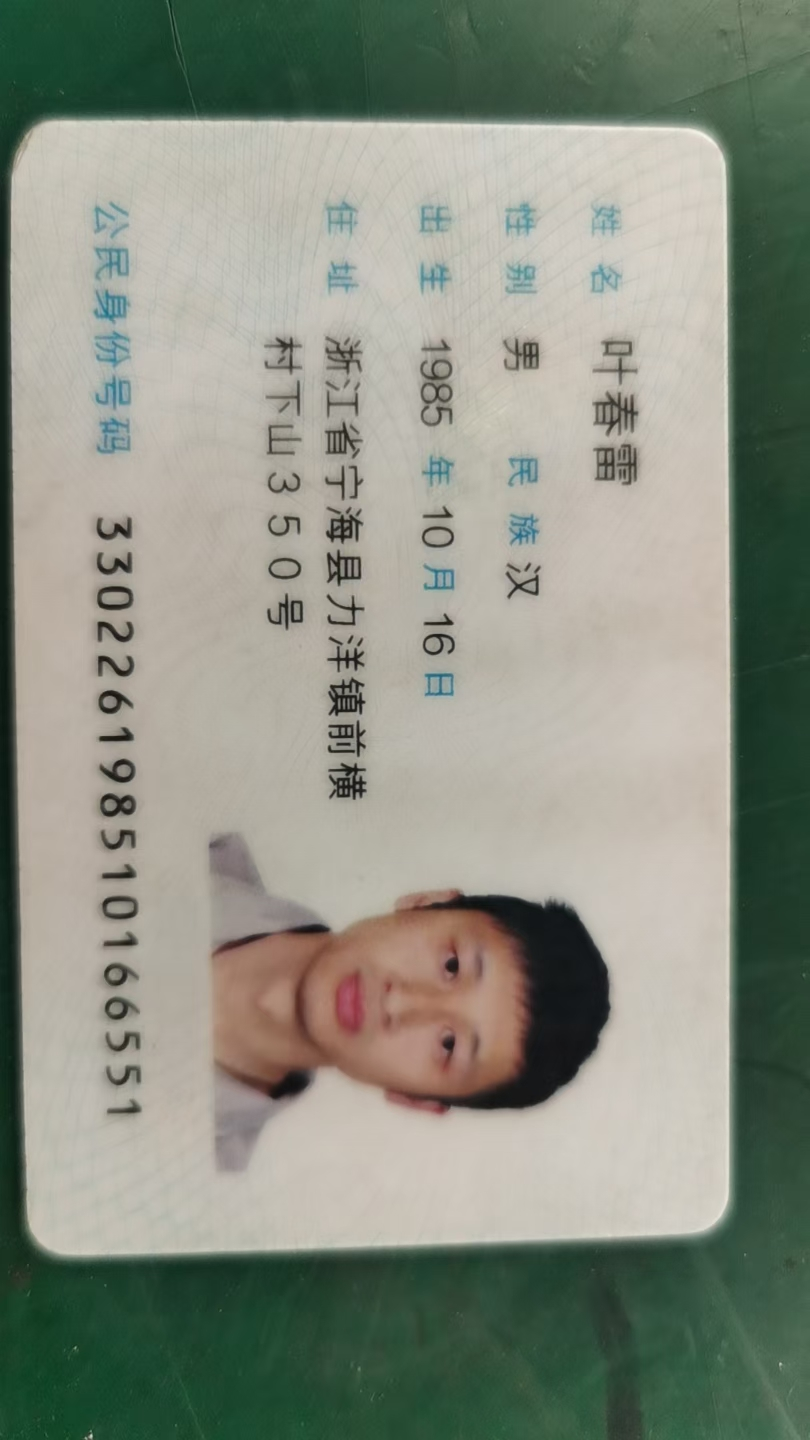 姓名 叶春雷
性别 男 民族 汉
出生 1985 年 10 月 16 日
住址 浙江省宁海县力洋镇前横
村下山350号
公民身份号码 330226198510166551